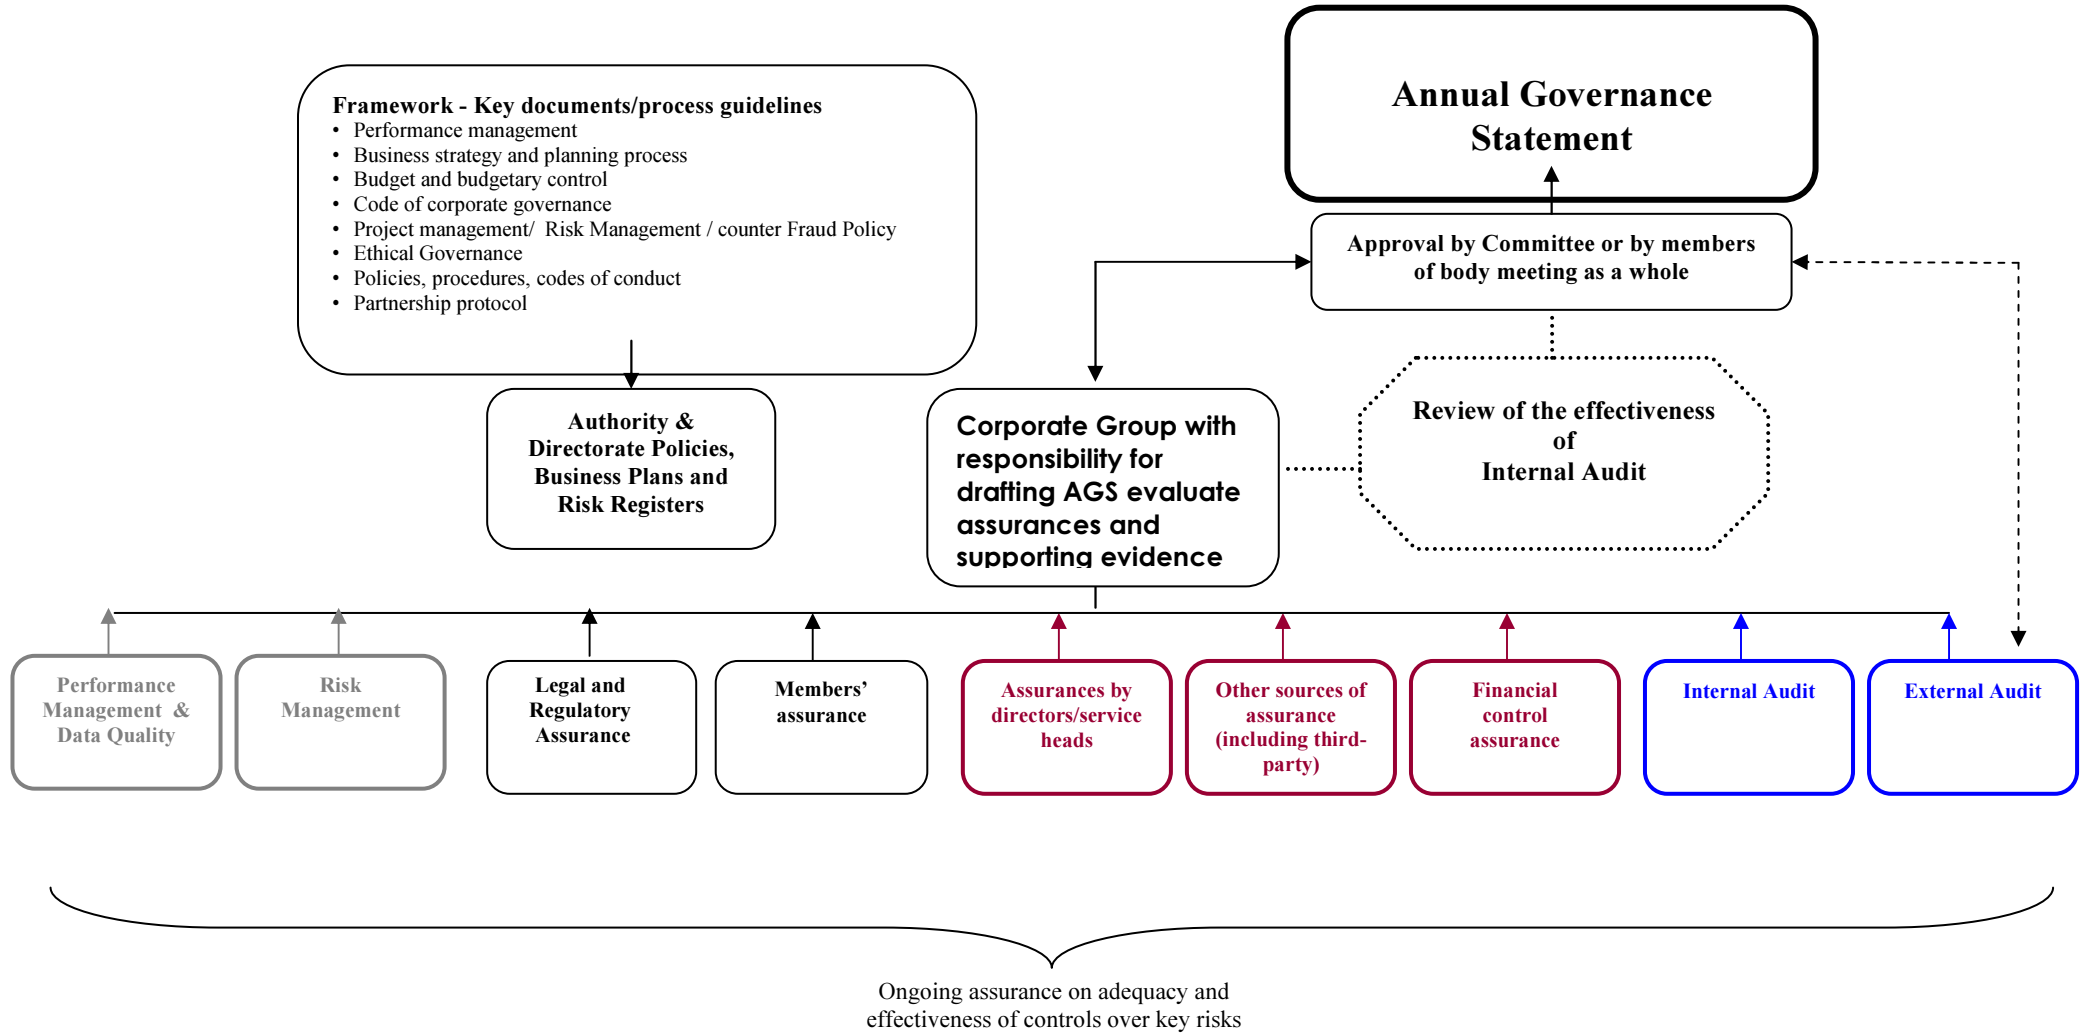 Annual Governance
Statement
Framework - Key documents/process guidelines
• Performance management
• Business strategy and planning process
• Budget and budgetary control
• Code of corporate governance
• Project management/ Risk Management / counter Fraud Policy
• Ethical Governance
• Policies, procedures, codes of conduct
• Partnership protocol
Approval by Committee or by members
of body meeting as a whole
Authority &
Directorate Policies,
Business Plans and
Risk Registers
Corporate Group with
responsibility for
drafting AGS evaluate
assurances and
supporting evidence
Review of the effectiveness
of
Internal Audit
Performance
Management &
Data Quality
Risk
Management
Legal and
Regulatory
Assurance
Members’
assurance
Assurances by
directors/service
heads
Other sources of
assurance
(including third-
party)
Financial
control
assurance
Internal Audit
External Audit
Ongoing assurance on adequacy and
effectiveness of controls over key risks